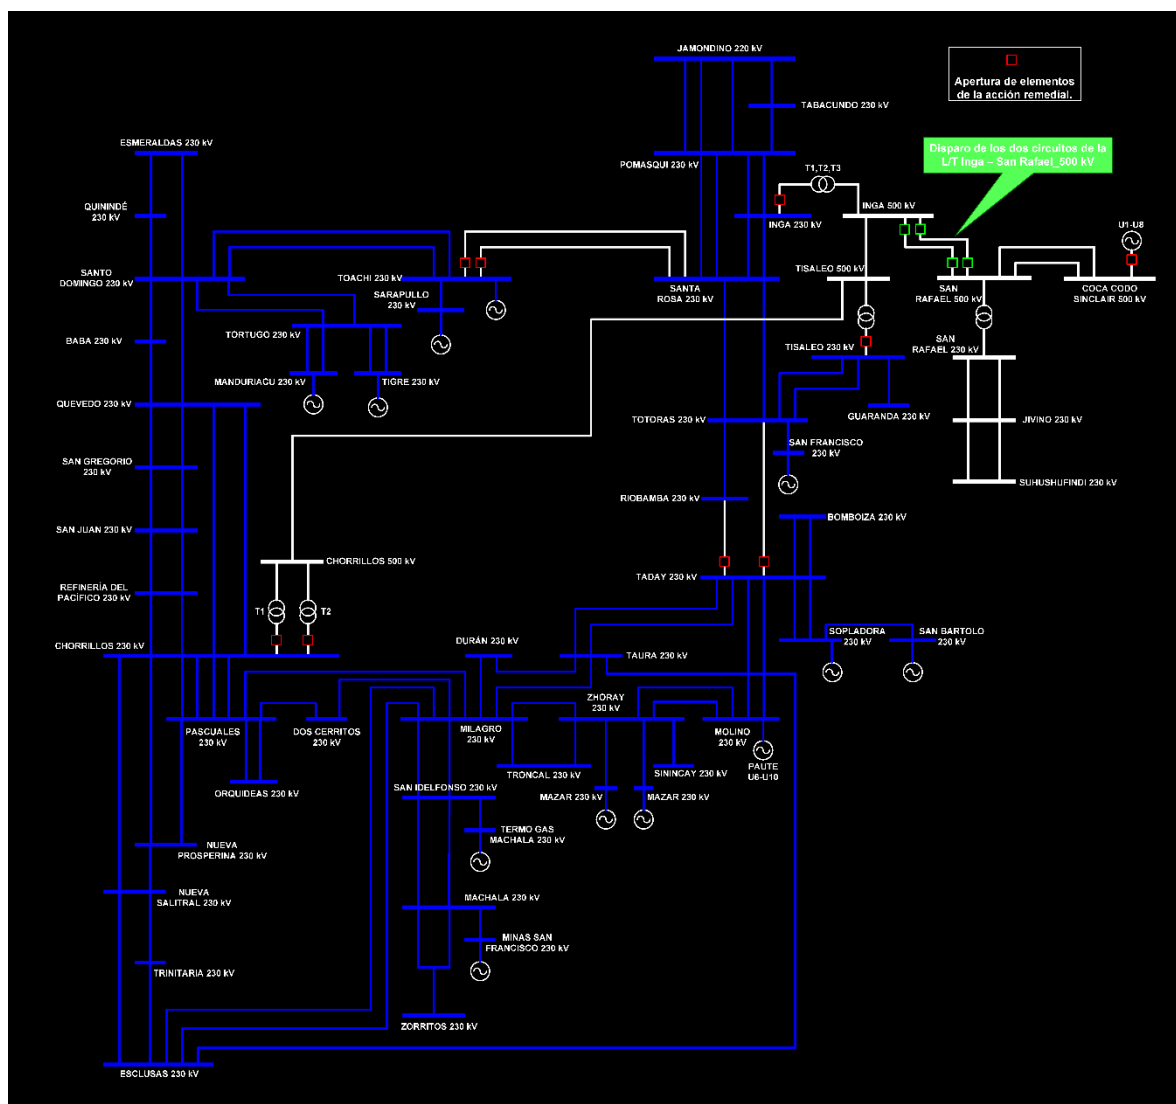 JAMONDINO 220 kV
Apertura de elementos
de la acción remedial.
TABACUNDO 230 kV
ESMERALDAS 230 kV
Disparo de los dos circuitos de la
L/T Inga – San Rafael_500 kV
POMASQUI 230 kV
T1,T2,T3
QUININDÉ
230 kV
INGA 500 kV
INGA 230 kV
U1-U8
SANTO
DOMINGO 230 kV
TOACHI 230 kV
SANTA
ROSA 230 kV
TISALEO 500 kV
SAN
RAFAEL 500 kV
COCA CODO
SINCLAIR 500 kV
SARAPULLO
230 kV
TORTUGO 230 kV
BABA 230 kV
TISALEO 230 kV
SAN
RAFAEL 230 kV
MANDURIACU 230 kV
TIGRE 230 kV
QUEVEDO 230 kV
GUARANDA 230 kV
TOTORAS 230 kV
JIVINO 230 kV
SAN FRANCISCO
230 kV
SAN GREGORIO
230 kV
SUHUSHUFINDI 230 kV
RIOBAMBA 230 kV
BOMBOIZA 230 kV
SAN JUAN 230 kV
CHORRILLOS 500 kV
TADAY 230 kV
REFINERÍA DEL
PACÍFICO 230 kV
T1
T2
DURÁN 230 kV
SOPLADORA
230 kV
SAN BARTOLO
230 kV
CHORRILLOS 230 kV
TAURA 230 kV
ZHORAY
230 kV
PASCUALES
230 kV
DOS CERRITOS
230 kV
MILAGRO
230 kV
MOLINO
230 kV
TRONCAL 230 kV
SININCAY 230 kV
PAUTE
U6-U10
ORQUIDEAS 230 kV
SAN IDELFONSO 230 kV
MAZAR 230 kV
MAZAR 230 kV
TERMO GAS
MACHALA 230 kV
NUEVA
PROSPERINA 230 kV
NUEVA
SALITRAL 230 kV
MACHALA 230 kV
MINAS SAN
FRANCISCO 230 kV
TRINITARIA 230 kV
ZORRITOS 230 kV
ESCLUSAS 230 kV